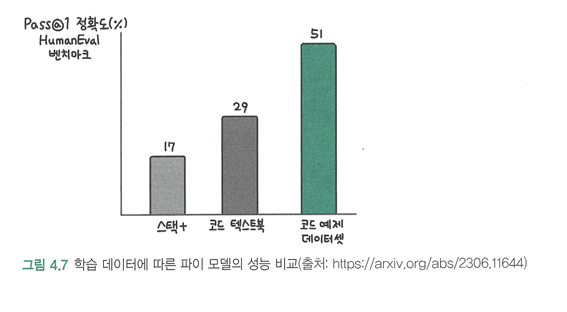 Pass@1 정확도(%)
HumanEval
벤치마크
51
29
17
스택+
코드 텍스트북
코드 예제
데이터셋
그림 4.7 학습 데이터에 따른 파이 모델의 성능 비교(출처: https://arxiv.org/abs/2306.11644)